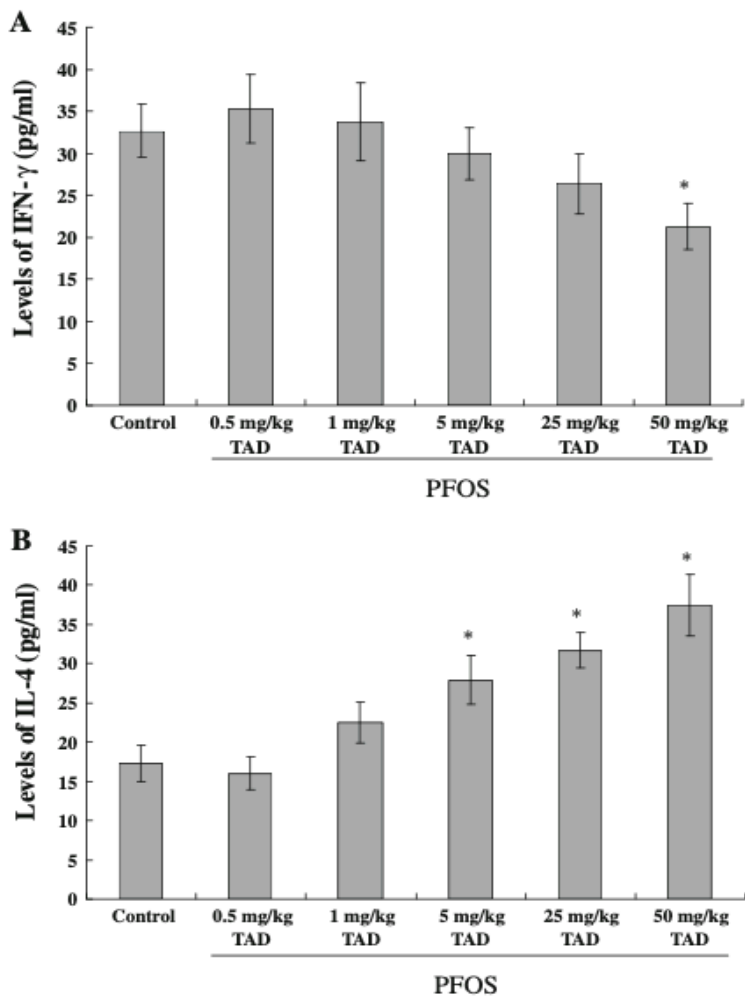 A
Levels of IFN-γ (pg/ml)
45
40
35
30
25
20
15
10
5
0
*
Control 0.5 mg/kg 1 mg/kg 5 mg/kg 25 mg/kg 50 mg/kg
TAD TAD TAD TAD TAD
PFOS
B
Levels of IL-4 (pg/ml)
45
40
35
30
25
20
15
10
5
0
* * *
Control 0.5 mg/kg 1 mg/kg 5 mg/kg 25 mg/kg 50 mg/kg
TAD TAD TAD TAD TAD
PFOS